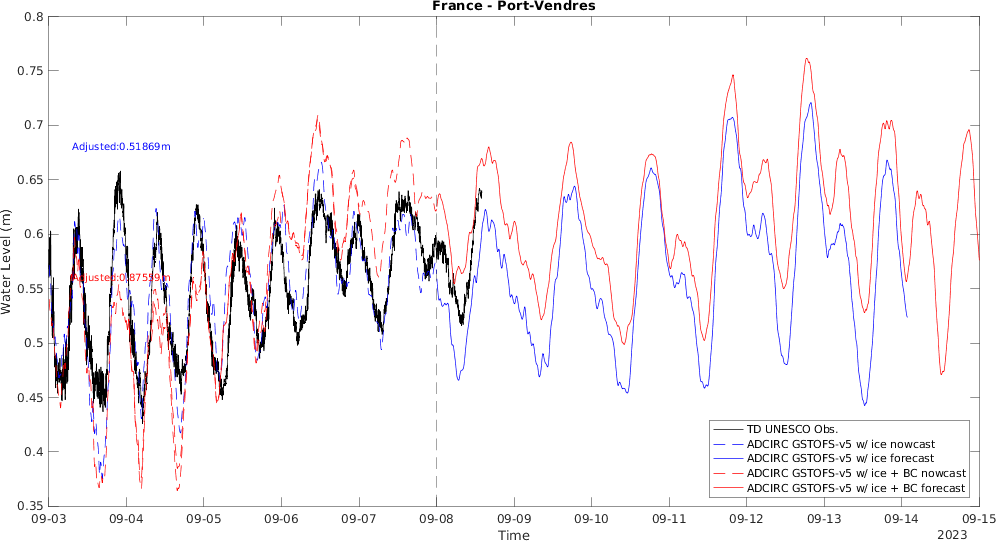 France - Port-Vendres
0.8
0.75
0.7
0.65
0.6
0.55
0.5
0.45
0.4
0.35
Water Level (m)
Adjusted:0.51869m
Adjusted:0.87559m
TD UNESCO Obs.
ADCIRC GSTOFS-v5 w/ ice nowcast
ADCIRC GSTOFS-v5 w/ ice forecast
ADCIRC GSTOFS-v5 w/ ice + BC nowcast
ADCIRC GSTOFS-v5 w/ ice + BC forecast
09-03 09-04 09-05 09-06 09-07 09-08 09-09 09-10 09-11 09-12 09-13 09-14 09-15
Time
2023